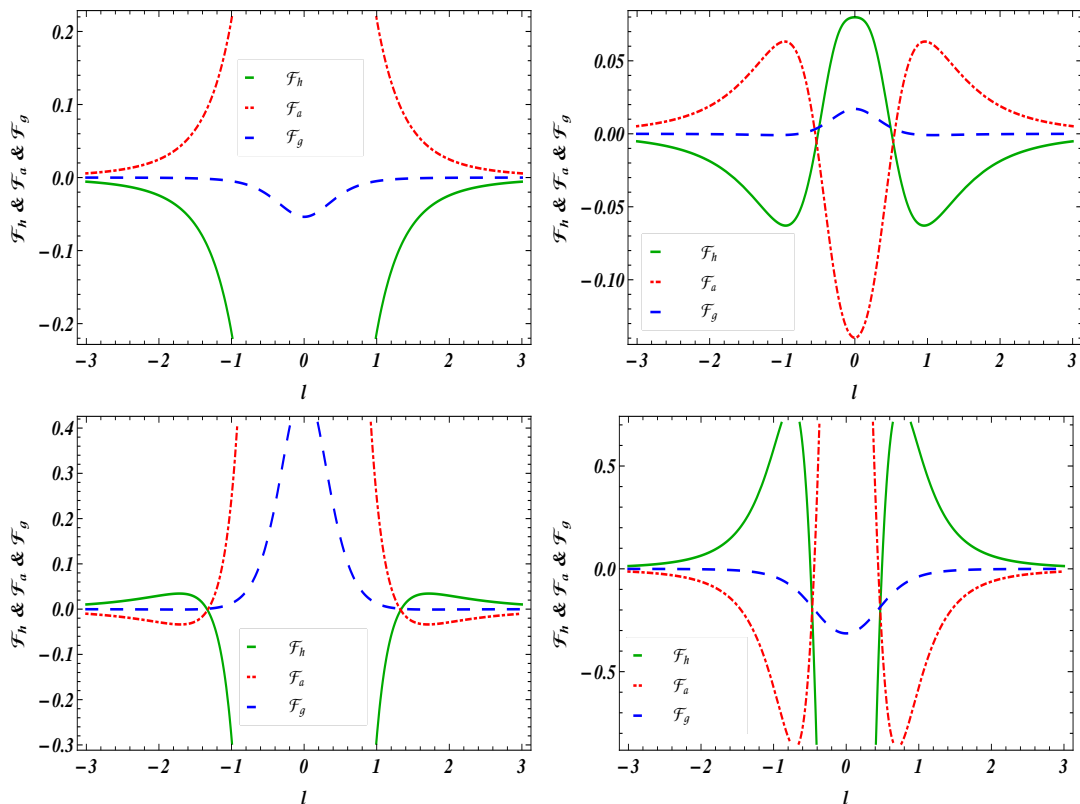 0.2
0.1
0.0
−0.1
−0.2
ℱh & ℱa & ℱg
ℱh
ℱa
ℱg
−3 −2 −1 0 1 2 3
l
0.05
0.00
−0.05
−0.10
ℱh & ℱa & ℱg
ℱh
ℱa
ℱg
−3 −2 −1 0 1 2 3
l
0.4
0.3
0.2
0.1
0.0
−0.1
−0.2
−0.3
ℱh & ℱa & ℱg
ℱh
ℱa
ℱg
−3 −2 −1 0 1 2 3
l
0.5
0.0
−0.5
ℱh & ℱa & ℱg
ℱh
ℱa
ℱg
−3 −2 −1 0 1 2 3
l